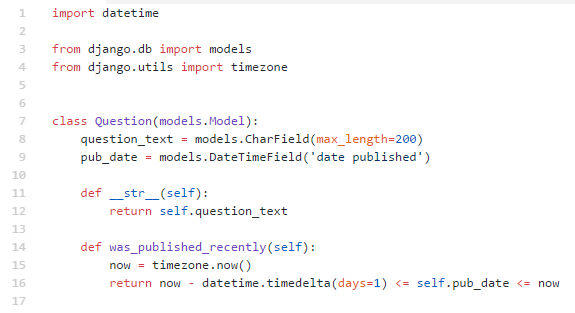 1 import datetime
2
3 from django.db import models
4 from django.utils import timezone
5
6
7 class Question(models.Model):
8     question_text = models.CharField(max_length=200)
9     pub_date = models.DateTimeField('date published')
10
11     def __str__(self):
12         return self.question_text
13
14     def was_published_recently(self):
15         now = timezone.now()
16         return now - datetime.timedelta(days=1) <= self.pub_date <= now
17